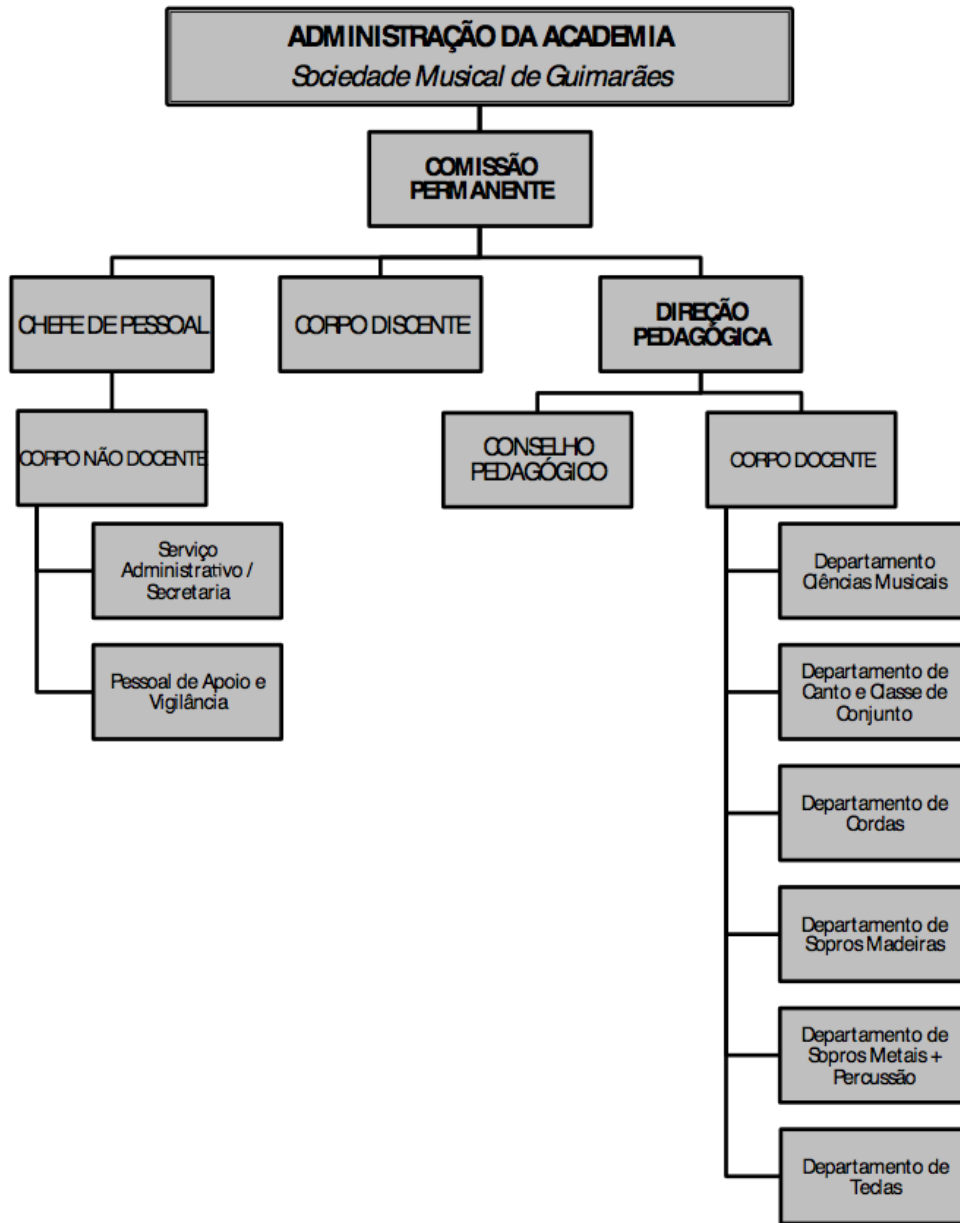 ADMINISTRAÇÃO DA ACADEMIA
Sociedade Musical de Guimarães
COMISSÃO
PERMANENTE
CHEFE DE PESSOAL
CORPO DISCENTE
DIREÇÃO
PEDAGÓGICA
CORPO NÃO DOCENTE
CONSELHO
PEDAGÓGICO
CORPO DOCENTE
Serviço
Administrativo /
Secretaria
Pessoal de Apoio e
Vigilância
Departamento
Ciências Musicais
Departamento de
Canto e Classe de
Conjunto
Departamento de
Cordas
Departamento de
Sopros Madeiras
Departamento de
Sopros Metais +
Percussão
Departamento de
Teclas